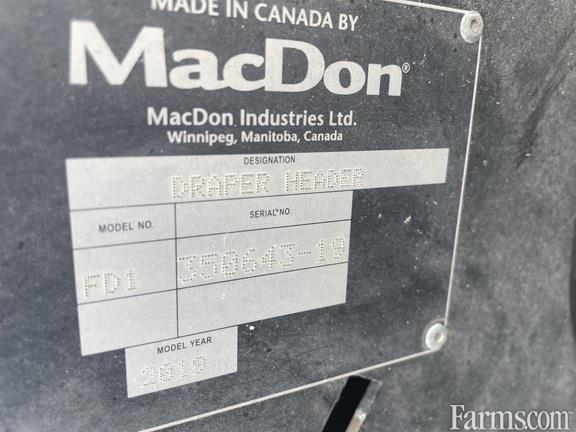 MADE IN CANADA BY
MacDon®
MacDon Industries Ltd.
Winnipeg, Manitoba, Canada
DESIGNATION
DRAPER HEADER
MODEL NO.
SERIAL NO.
FD1
350643-19
MODEL YEAR
2019
Farms.com™